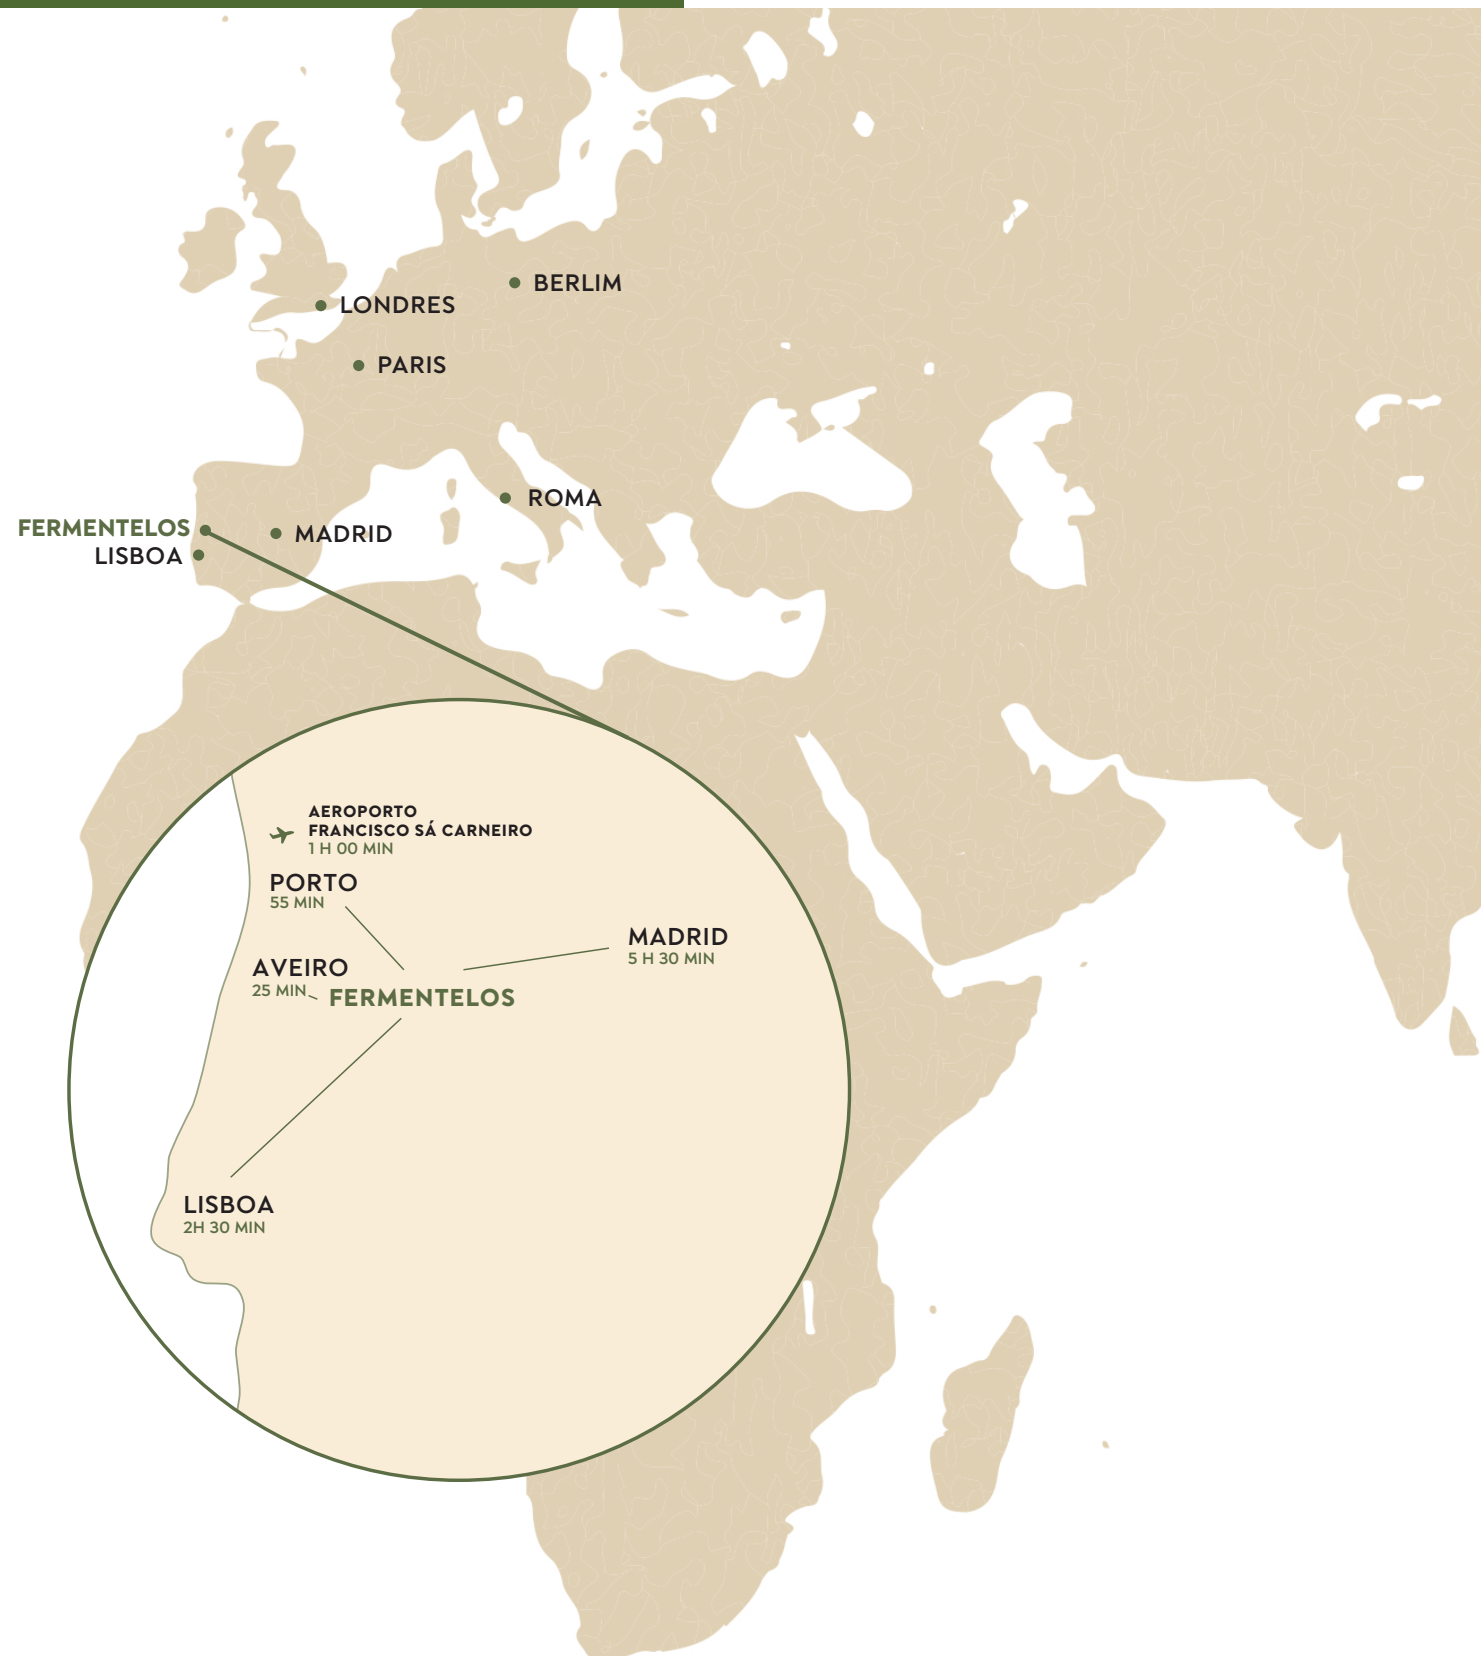 BERLIM
LONDRES
PARIS
ROMA
FERMENTELOS
MADRID
LISBOA
AEROPORTO
FRANCISCO SÁ CARNEIRO
1 H 00 MIN
PORTO
55 MIN
MADRID
5 H 30 MIN
AVEIRO
25 MIN
FERMENTELOS
LISBOA
2H 30 MIN